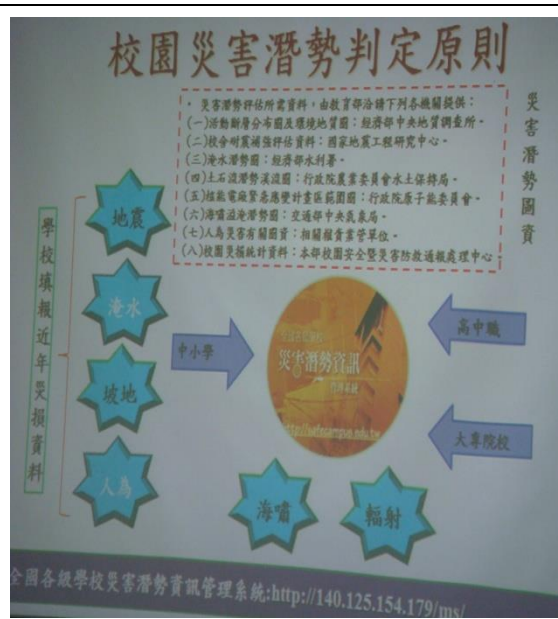 校園災害潛勢判定原則
• 災害潛勢評估所需資料，由教育部洽請下列各機關提供：
(一)活動斷層分布圖及環境地質圖：經濟部中央地質調查所。
(二)校舍耐震補強評估資料：國家地震工程研究中心。
(三)淹水潛勢圖：經濟部水利署。
(四)土石流潛勢溪流圖：行政院農業委員會水土保持局。
(五)核能電廠緊急應變計畫區範圍圖：行政院原子能委員會。
(六)海嘯溢淹潛勢圖：交通部中央氣象局。
(七)人為災害有關圖資：相關權責業管單位。
(八)校園災損統計資料：本部校園安全暨災害防救通報處理中心。
災害潛勢圖資
學校填報近年災損資料
地震
淹水
坡地
人為
中小學
災害潛勢資訊
管理系統
http://safecampus.edu.tw
高中職
大專院校
海嘯
輻射
全國各級學校災害潛勢資訊管理系統:http://140.125.154.179/ms/